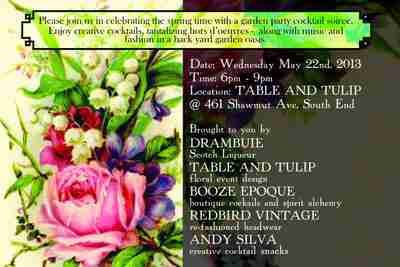 Please join us in celebrating the spring time with a garden party cocktail soiree.
Enjoy creative cocktails, tantalizing hors d'oeuvres , along with music and
fashion in a back yard garden oasis.
Date: Wednesday May 22nd. 2013
Time: 6pm - 9pm
Location: TABLE AND TULIP
@ 461 Shawmut Ave. South End
Brought to you by
DRAMBUIE
Scotch Liqueur
TABLE AND TULIP
floral event design
BOOZE EPOQUE
boutique cocktails and spirit alchemy
REDBIRD VINTAGE
re-fashioned headwear
ANDY SILVA
creative cocktail snacks